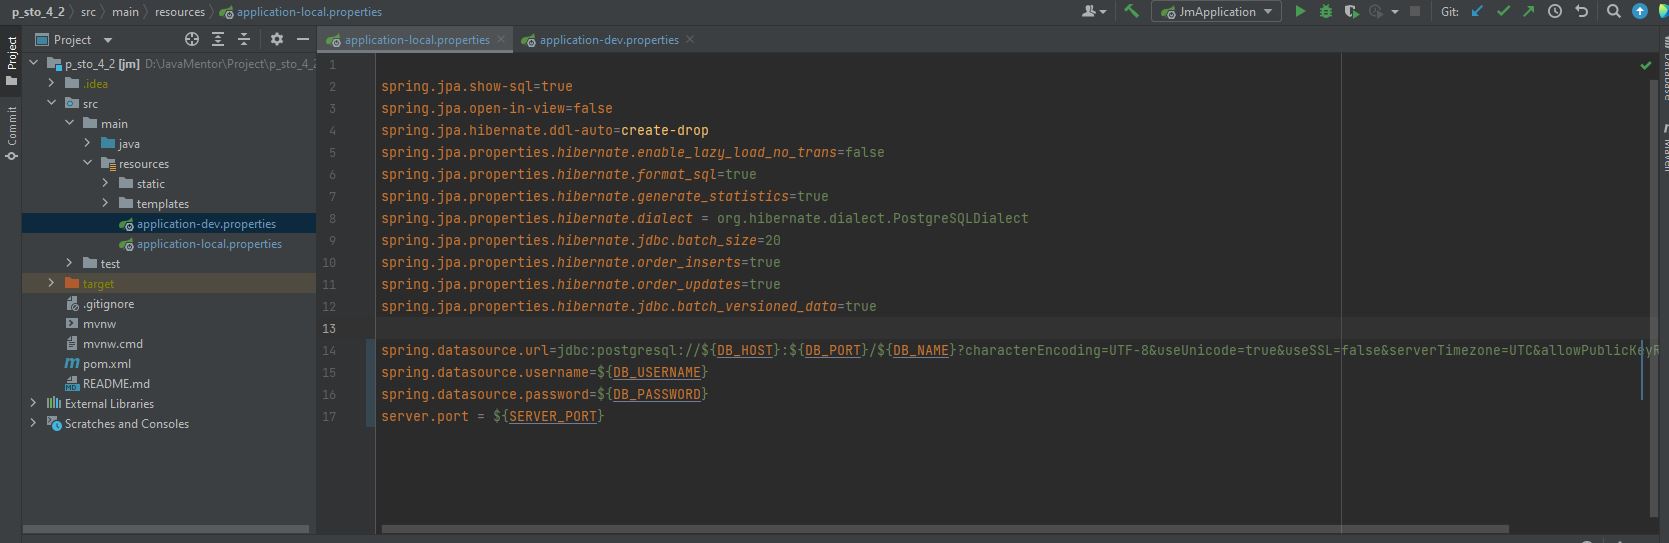 p_sto_4_2 › src › main › resources › application-local.properties
JmApplication
Git:
Project
Commit
Project
application-local.properties
application-dev.properties
p_sto_4_2 [jm] D:\JavaMentor\Project\p_sto_4_2
.idea
src
main
java
resources
static
templates
application-dev.properties
application-local.properties
test
target
.gitignore
mvnw
mvnw.cmd
pom.xml
README.md
External Libraries
Scratches and Consoles
1
2 spring.jpa.show-sql=true
3 spring.jpa.open-in-view=false
4 spring.jpa.hibernate.ddl-auto=create-drop
5 spring.jpa.properties.hibernate.enable_lazy_load_no_trans=false
6 spring.jpa.properties.hibernate.format_sql=true
7 spring.jpa.properties.hibernate.generate_statistics=true
8 spring.jpa.properties.hibernate.dialect = org.hibernate.dialect.PostgreSQLDialect
9 spring.jpa.properties.hibernate.jdbc.batch_size=20
10 spring.jpa.properties.hibernate.order_inserts=true
11 spring.jpa.properties.hibernate.order_updates=true
12 spring.jpa.properties.hibernate.jdbc.batch_versioned_data=true
13
14 spring.datasource.url=jdbc:postgresql://${DB_HOST}:${DB_PORT}/${DB_NAME}?characterEncoding=UTF-8&useUnicode=true&useSSL=false&serverTimezone=UTC&allowPublicKeyR
15 spring.datasource.username=${DB_USERNAME}
16 spring.datasource.password=${DB_PASSWORD}
17 server.port = ${SERVER_PORT}